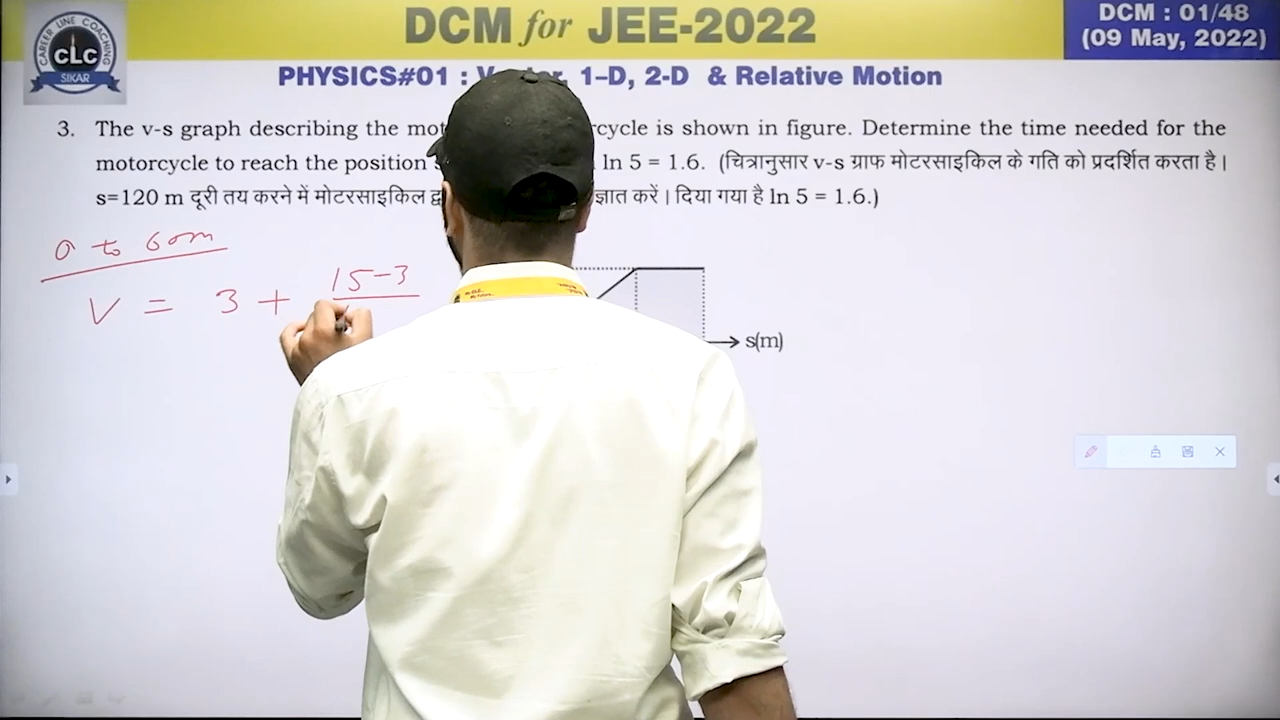 DCM for JEE-2022
DCM : 01/48
(09 May, 2022)
CAREER LINE COACHING
CLC
SIKAR
PHYSICS#01 : 1-D, 2-D & Relative Motion
3. The v-s graph describing the is shown in figure. Determine the time needed for the
motorcycle to reach the position ln 5 = 1.6. (चित्रानुसार v-s ग्राफ मोटरसाइकिल के गति को प्रदर्शित करता है।
s=120 m दूरी तय करने में मोटरसाइकिल ज्ञात करें। दिया गया है ln 5 = 1.6.)
0 to 60m
V = 3 + 15-3
s(m)